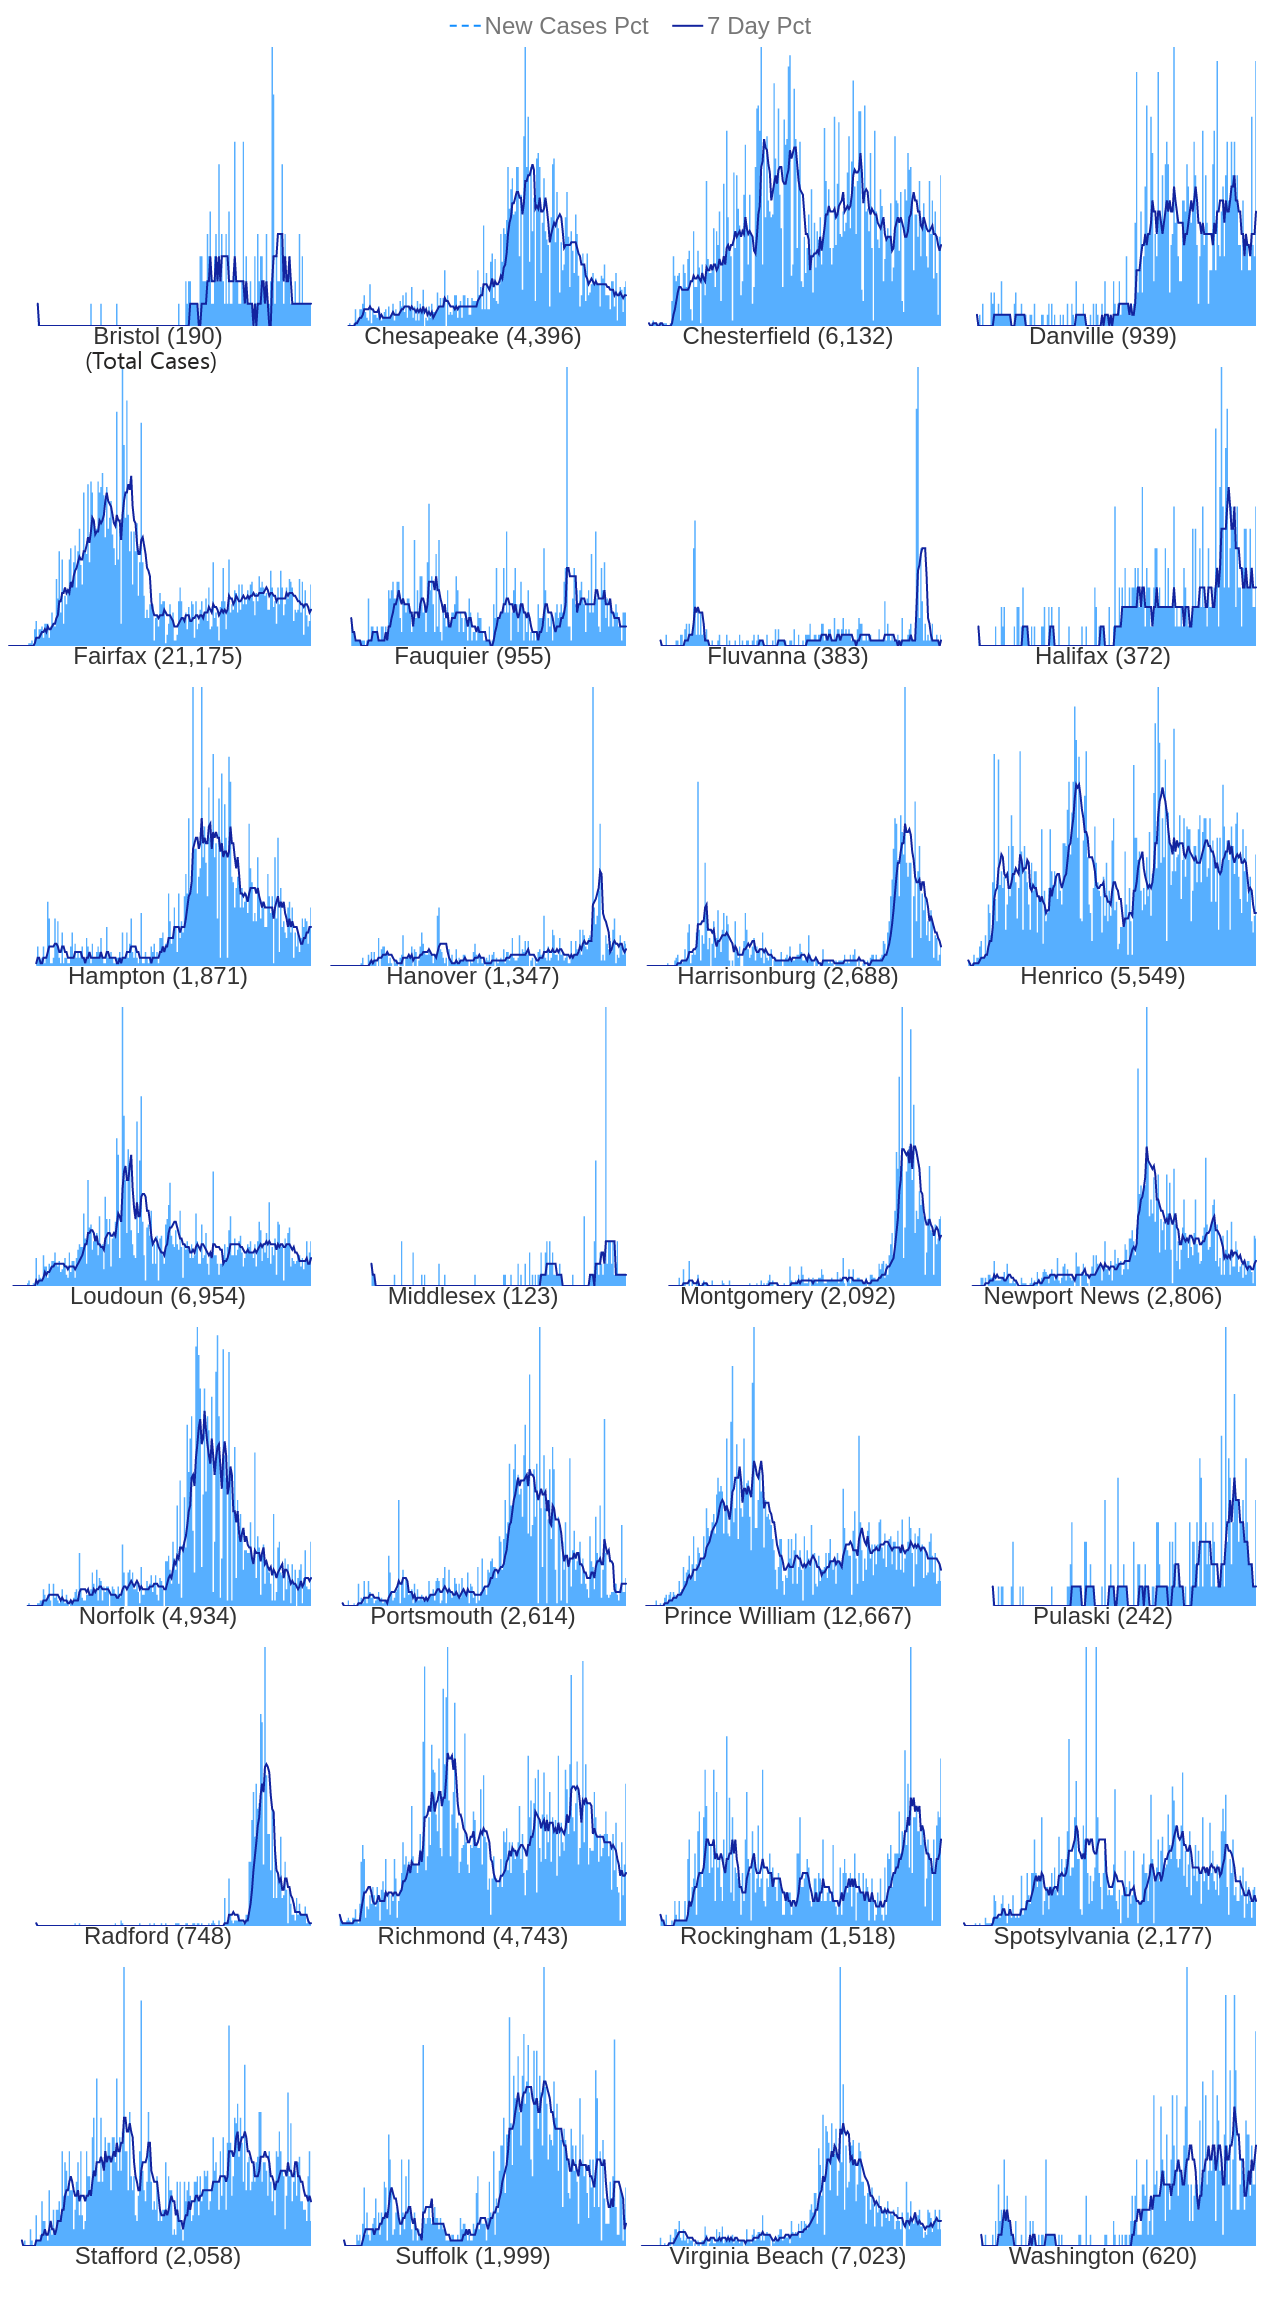 New Cases Pct 7 Day Pct
Bristol (190) Chesapeake (4,396) Chesterfield (6,132) Danville (939)
(Total Cases)
Fairfax (21,175) Fauquier (955) Fluvanna (383) Halifax (372)
Hampton (1,871) Hanover (1,347) Harrisonburg (2,688) Henrico (5,549)
Loudoun (6,954) Middlesex (123) Montgomery (2,092) Newport News (2,806)
Norfolk (4,934) Portsmouth (2,614) Prince William (12,667) Pulaski (242)
Radford (748) Richmond (4,743) Rockingham (1,518) Spotsylvania (2,177)
Stafford (2,058) Suffolk (1,999) Virginia Beach (7,023) Washington (620)